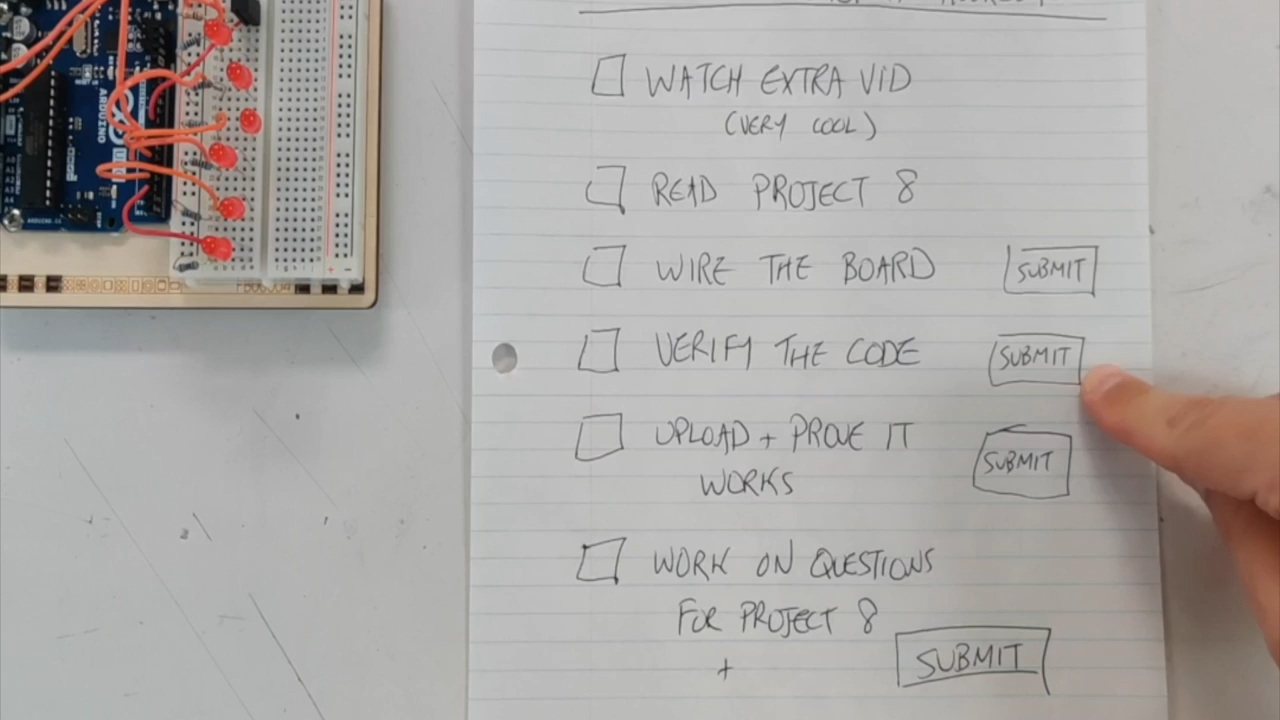 WATCH EXTRA VID
(VERY COOL)
READ PROJECT 8
WIRE THE BOARD SUBMIT
VERIFY THE CODE SUBMIT
UPLOAD + PROVE IT
WORKS SUBMIT
WORK ON QUESTIONS
FOR PROJECT 8
+ SUBMIT
ARDUINO